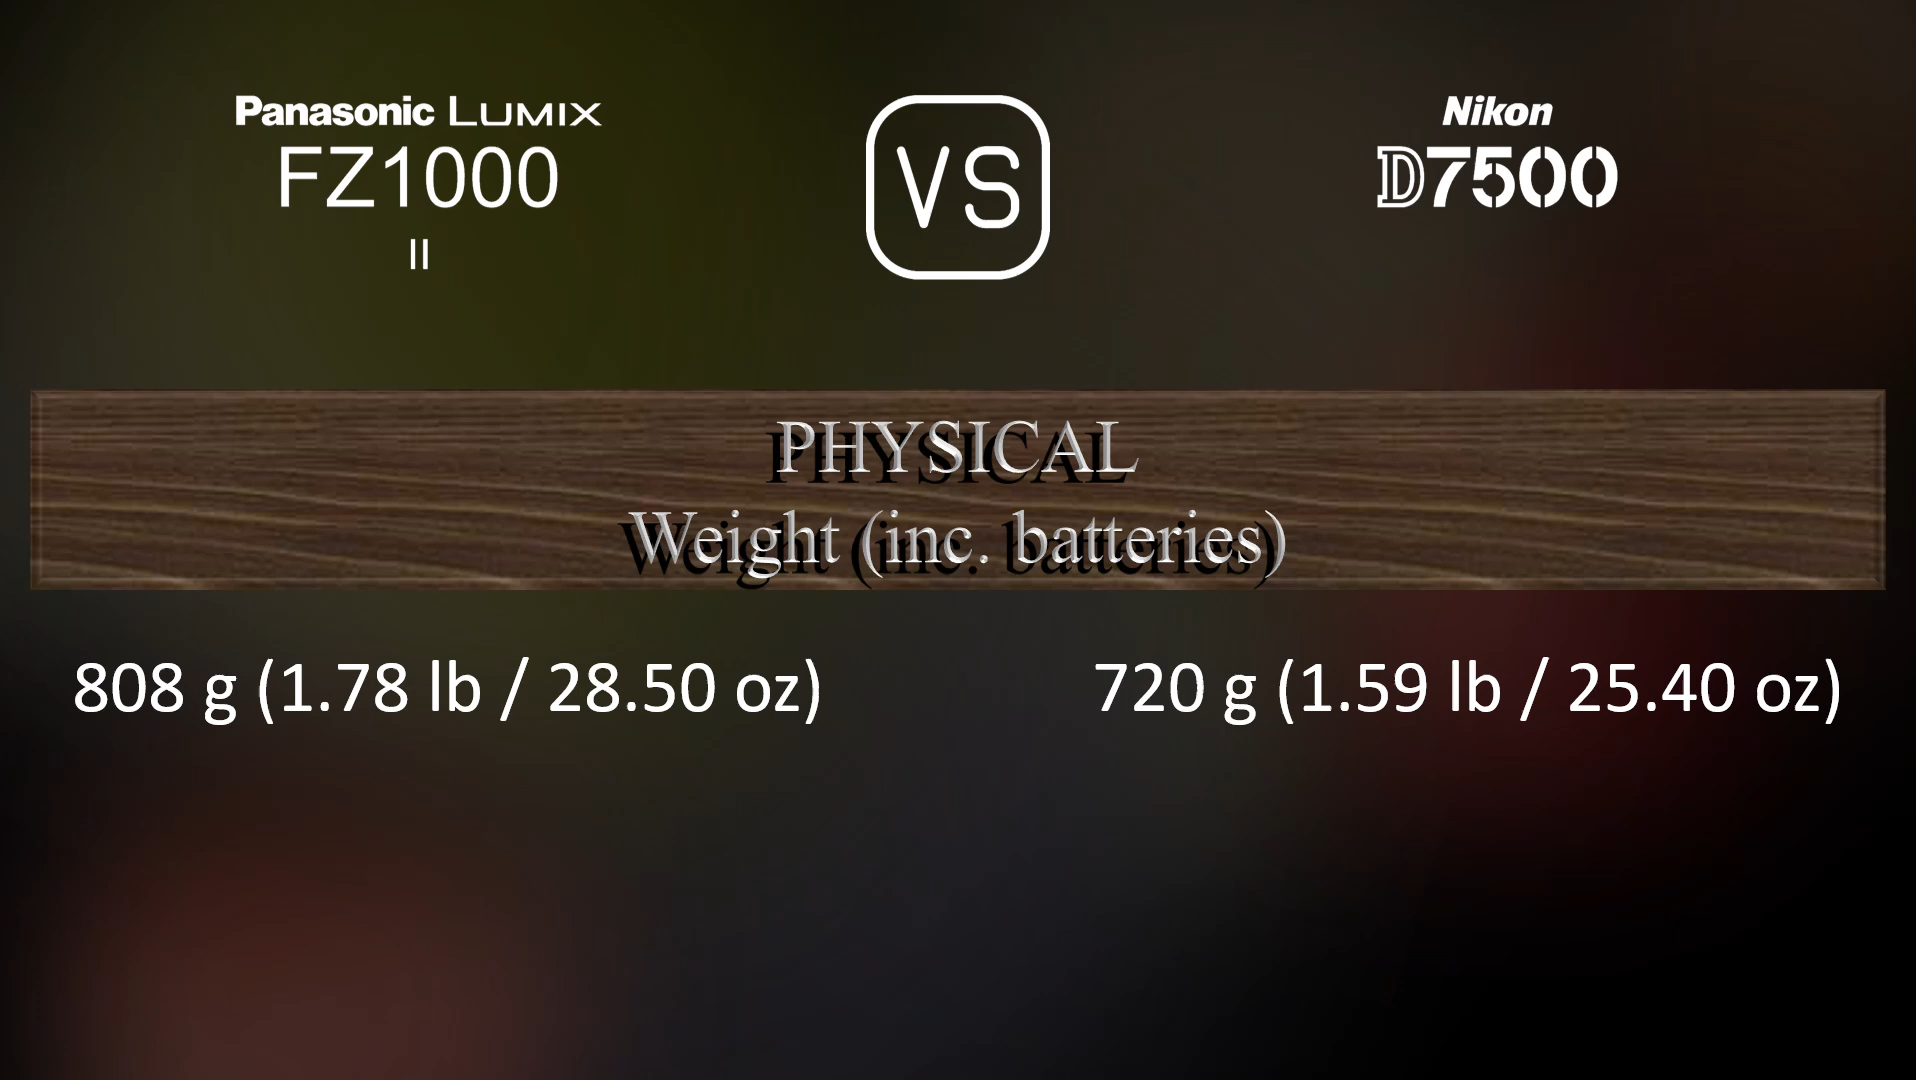 Panasonic LUMIX
FZ1000
II
VS
Nikon
D7500
PHYSICAL
Weight (inc. batteries)
808 g (1.78 lb / 28.50 oz)
720 g (1.59 lb / 25.40 oz)